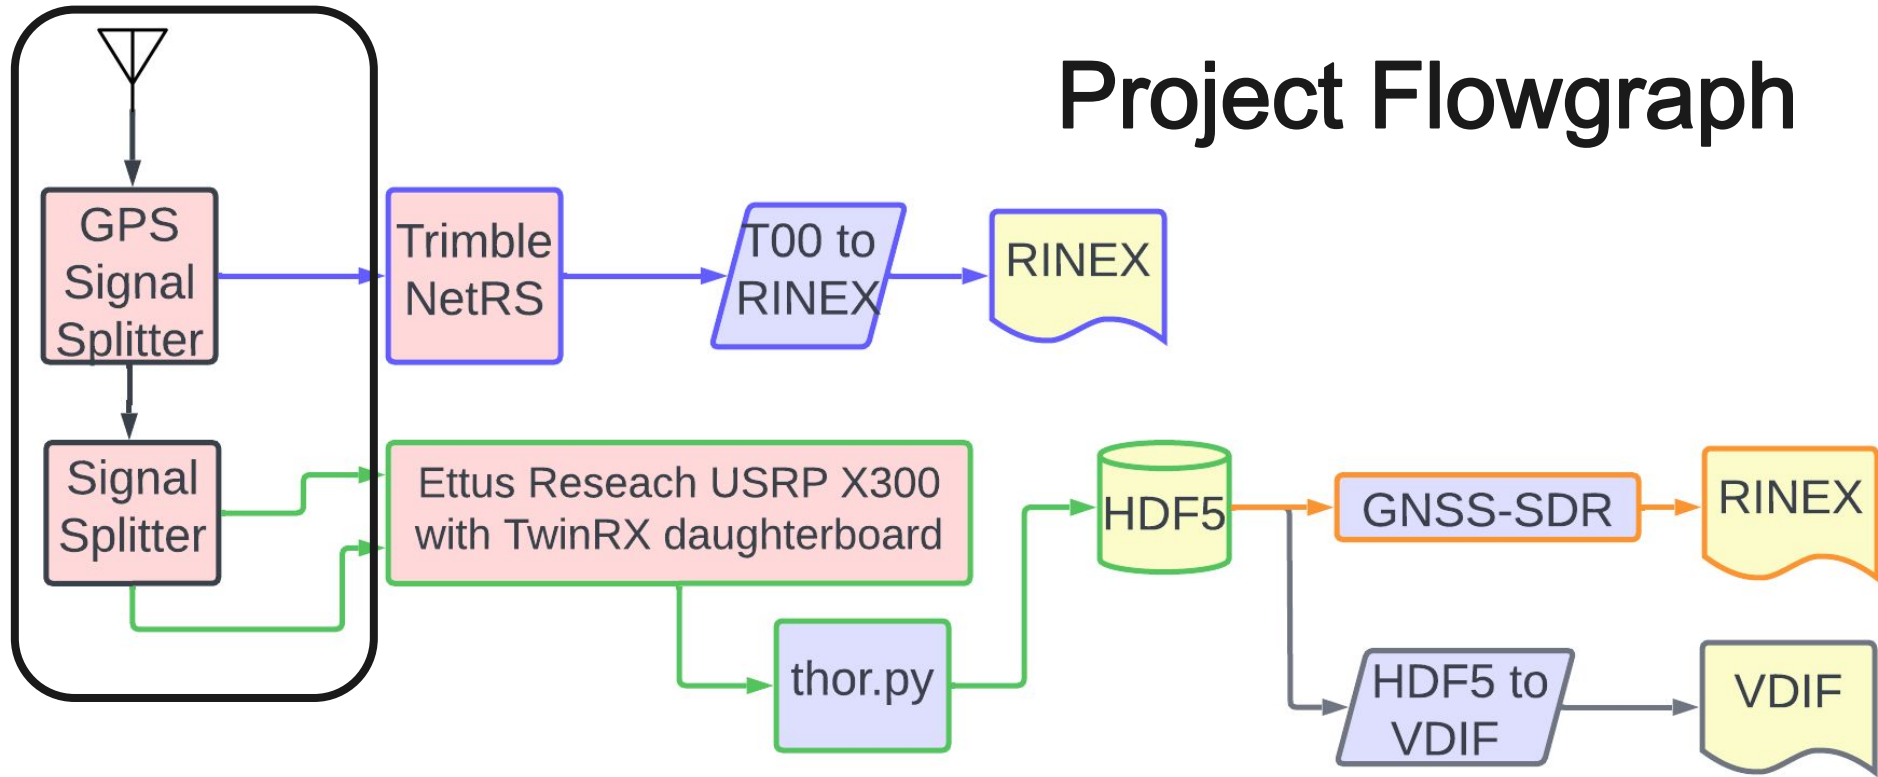 Project Flowgraph
GPS
Signal
Splitter
Trimble
NetRS
T00 to
RINEX
RINEX
Signal
Splitter
Ettus Reseach USRP X300
with TwinRX daughterboard
thor.py
HDF5
GNSS-SDR
RINEX
HDF5 to
VDIF
VDIF